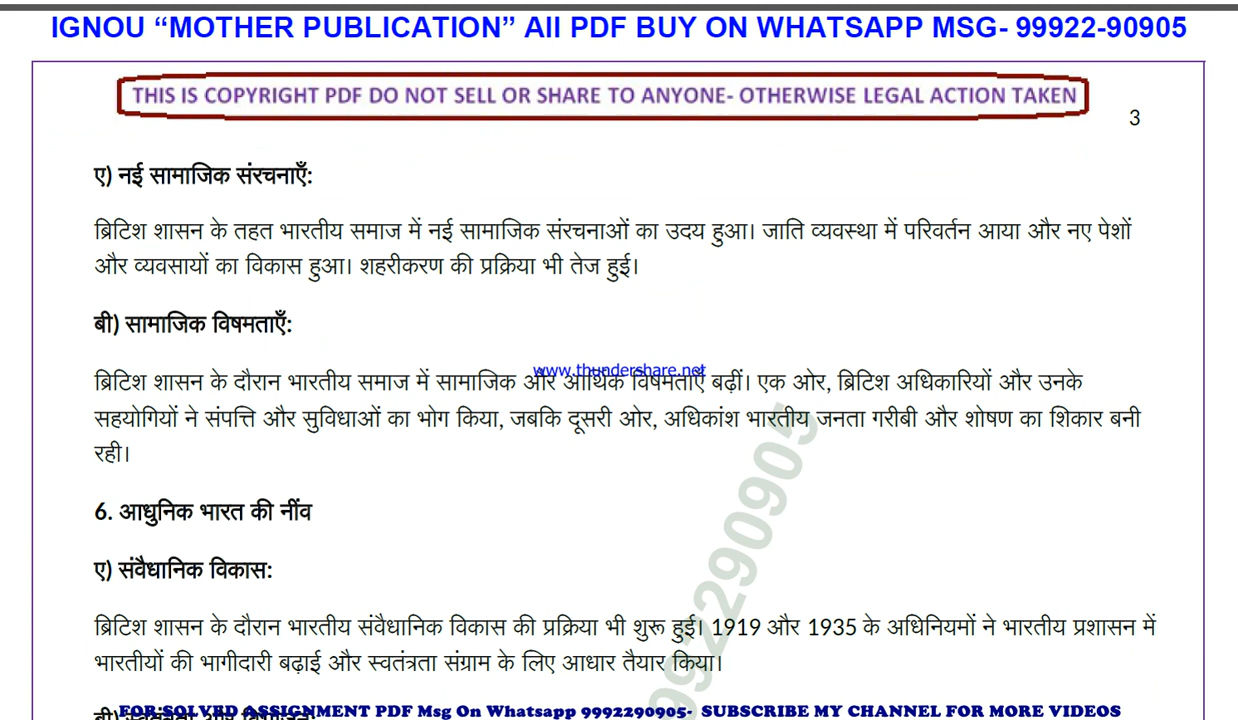 IGNOU “MOTHER PUBLICATION” All PDF BUY ON WHATSAPP MSG- 99922-90905
THIS IS COPYRIGHT PDF DO NOT SELL OR SHARE TO ANYONE- OTHERWISE LEGAL ACTION TAKEN
3
ए) नई सामाजिक संरचनाएँ:
ब्रिटिश शासन के तहत भारतीय समाज में नई सामाजिक संरचनाओं का उदय हुआ। जाति व्यवस्था में परिवर्तन आया और नए पेशों
और व्यवसायों का विकास हुआ। शहरीकरण की प्रक्रिया भी तेज हुई।
बी) सामाजिक विषमताएँ:
www.thundershare.net
ब्रिटिश शासन के दौरान भारतीय समाज में सामाजिक और आर्थिक विषमताएँ बढ़ीं। एक ओर, ब्रिटिश अधिकारियों और उनके
सहयोगियों ने संपत्ति और सुविधाओं का भोग किया, जबकि दूसरी ओर, अधिकांश भारतीय जनता गरीबी और शोषण का शिकार बनी
रही।
6. आधुनिक भारत की नींव
ए) संवैधानिक विकास:
ब्रिटिश शासन के दौरान भारतीय संवैधानिक विकास की प्रक्रिया भी शुरू हुई। 1919 और 1935 के अधिनियमों ने भारतीय प्रशासन में
भारतीयों की भागीदारी बढ़ाई और स्वतंत्रता संग्राम के लिए आधार तैयार किया।
बी) स्वतंत्रता और विभाजन:
FOR SOLVED ASSIGNMENT PDF Msg On Whatsapp 9992290905- SUBSCRIBE MY CHANNEL FOR MORE VIDEOS
9992290905